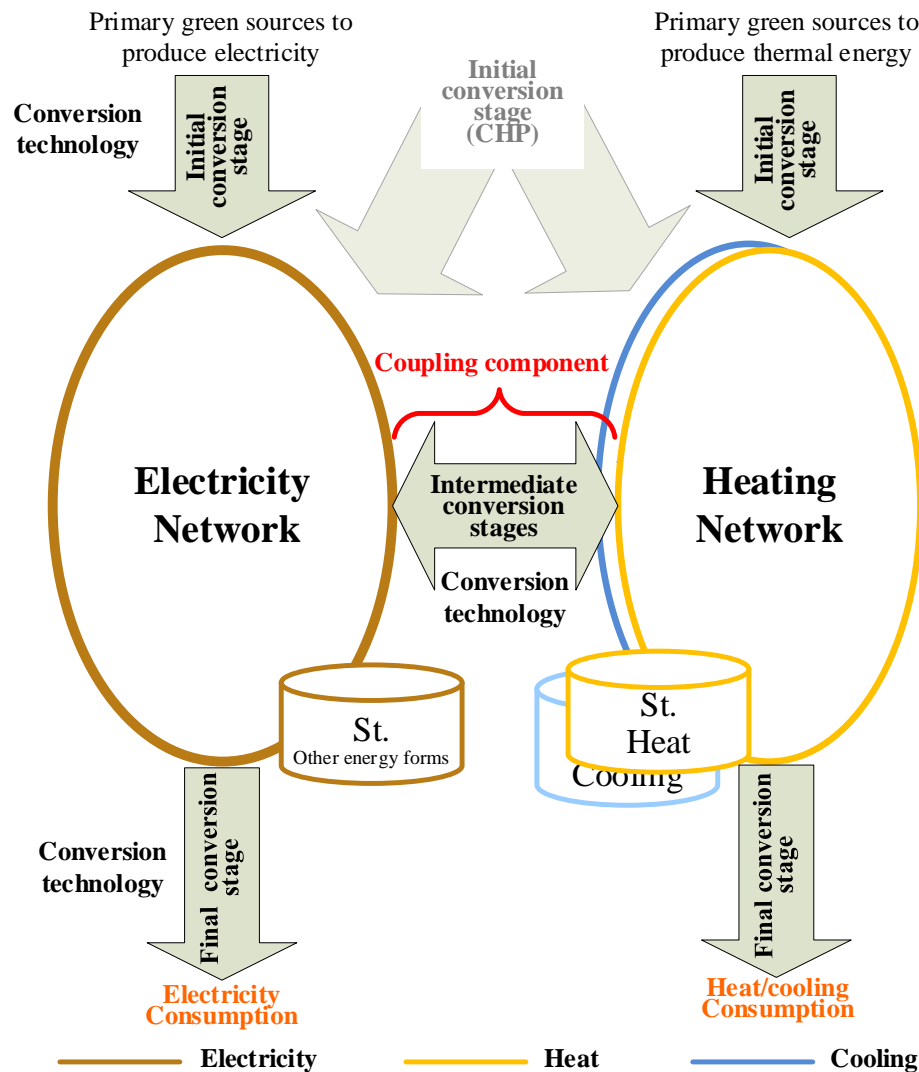 Primary green sources to
produce electricity
Primary green sources to
produce thermal energy
Initial
conversion
stage
(CHP)
Conversion
technology
Initial
conversion
stage
Initial
conversion
stage
Coupling component
Electricity
Network
Intermediate
conversion
stages
Heating
Network
Conversion
technology
St.
Other energy forms
St.
Heat
Cooling
Conversion
technology
Final conversion
stage
Final conversion
stage
Electricity
Consumption
Heat/cooling
Consumption
Electricity
Heat
Cooling